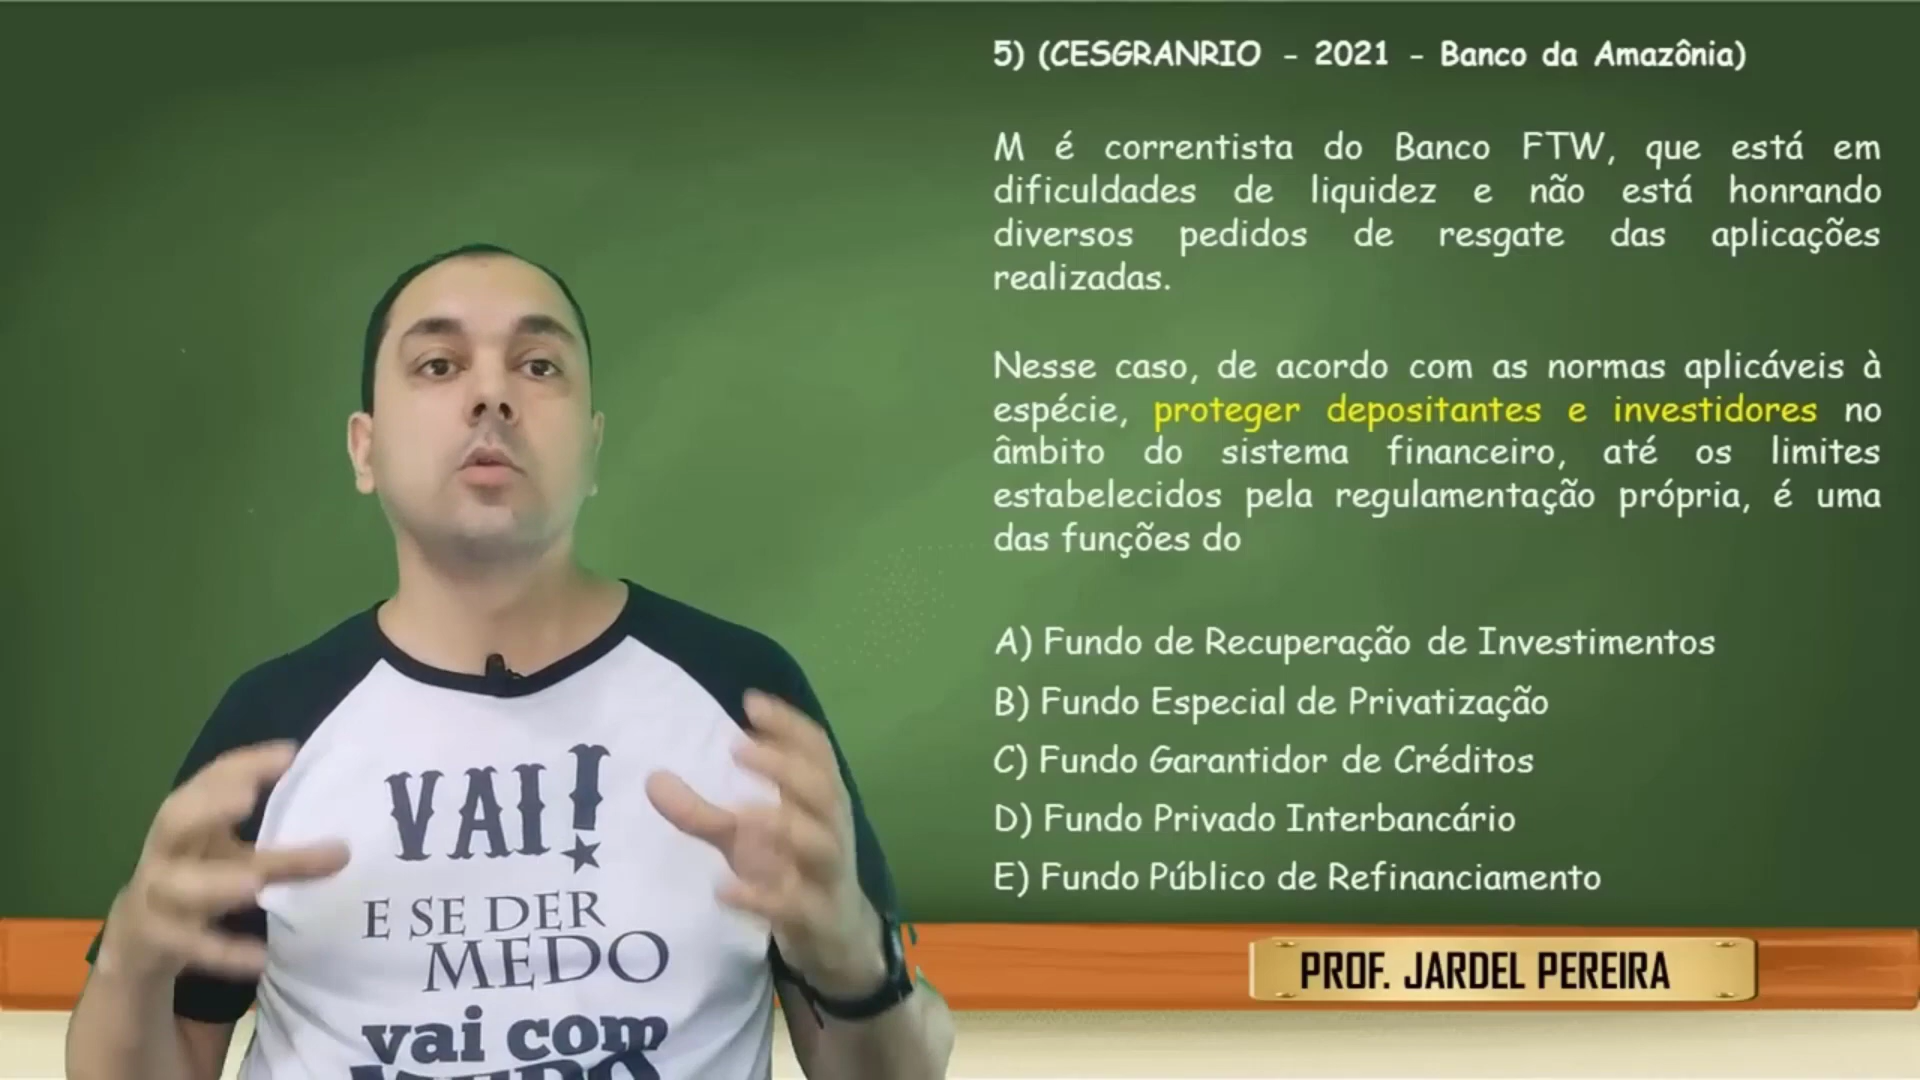 5) (CESGRANRIO - 2021 - Banco da Amazônia)
M é correntista do Banco FTW, que está em
dificuldades de liquidez e não está honrando
diversos pedidos de resgate das aplicações
realizadas.
Nesse caso, de acordo com as normas aplicáveis à
espécie, proteger depositantes e investidores no
âmbito do sistema financeiro, até os limites
estabelecidos pela regulamentação própria, é uma
das funções do
A) Fundo de Recuperação de Investimentos
B) Fundo Especial de Privatização
C) Fundo Garantidor de Créditos
D) Fundo Privado Interbancário
E) Fundo Público de Refinanciamento
PROF. JARDEL PEREIRA
VAI!
E SE DER
MEDO
vai com